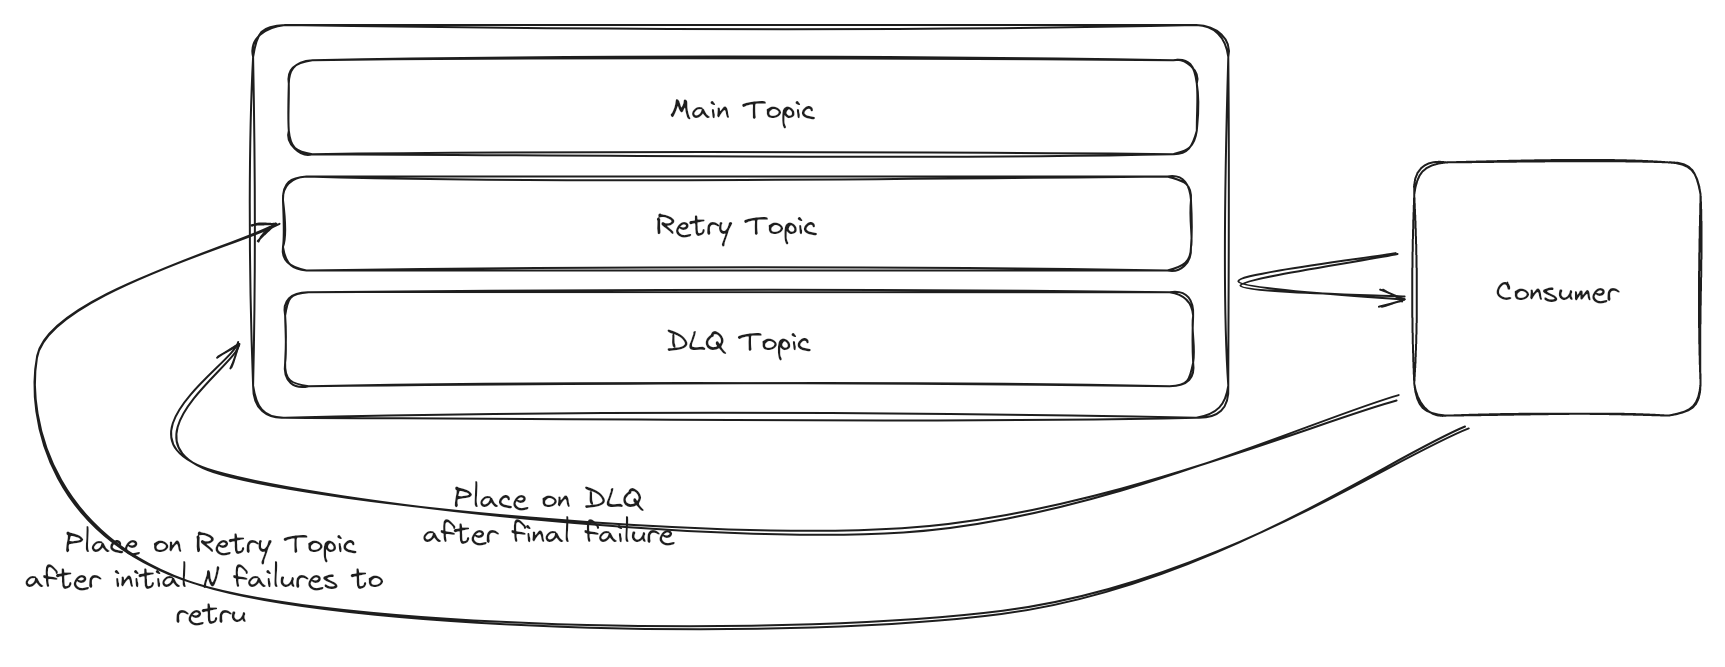 Main Topic
Retry Topic
DLQ Topic
Consumer
Place on DLQ
after final failure
Place on Retry Topic
after initial N failures to
retru